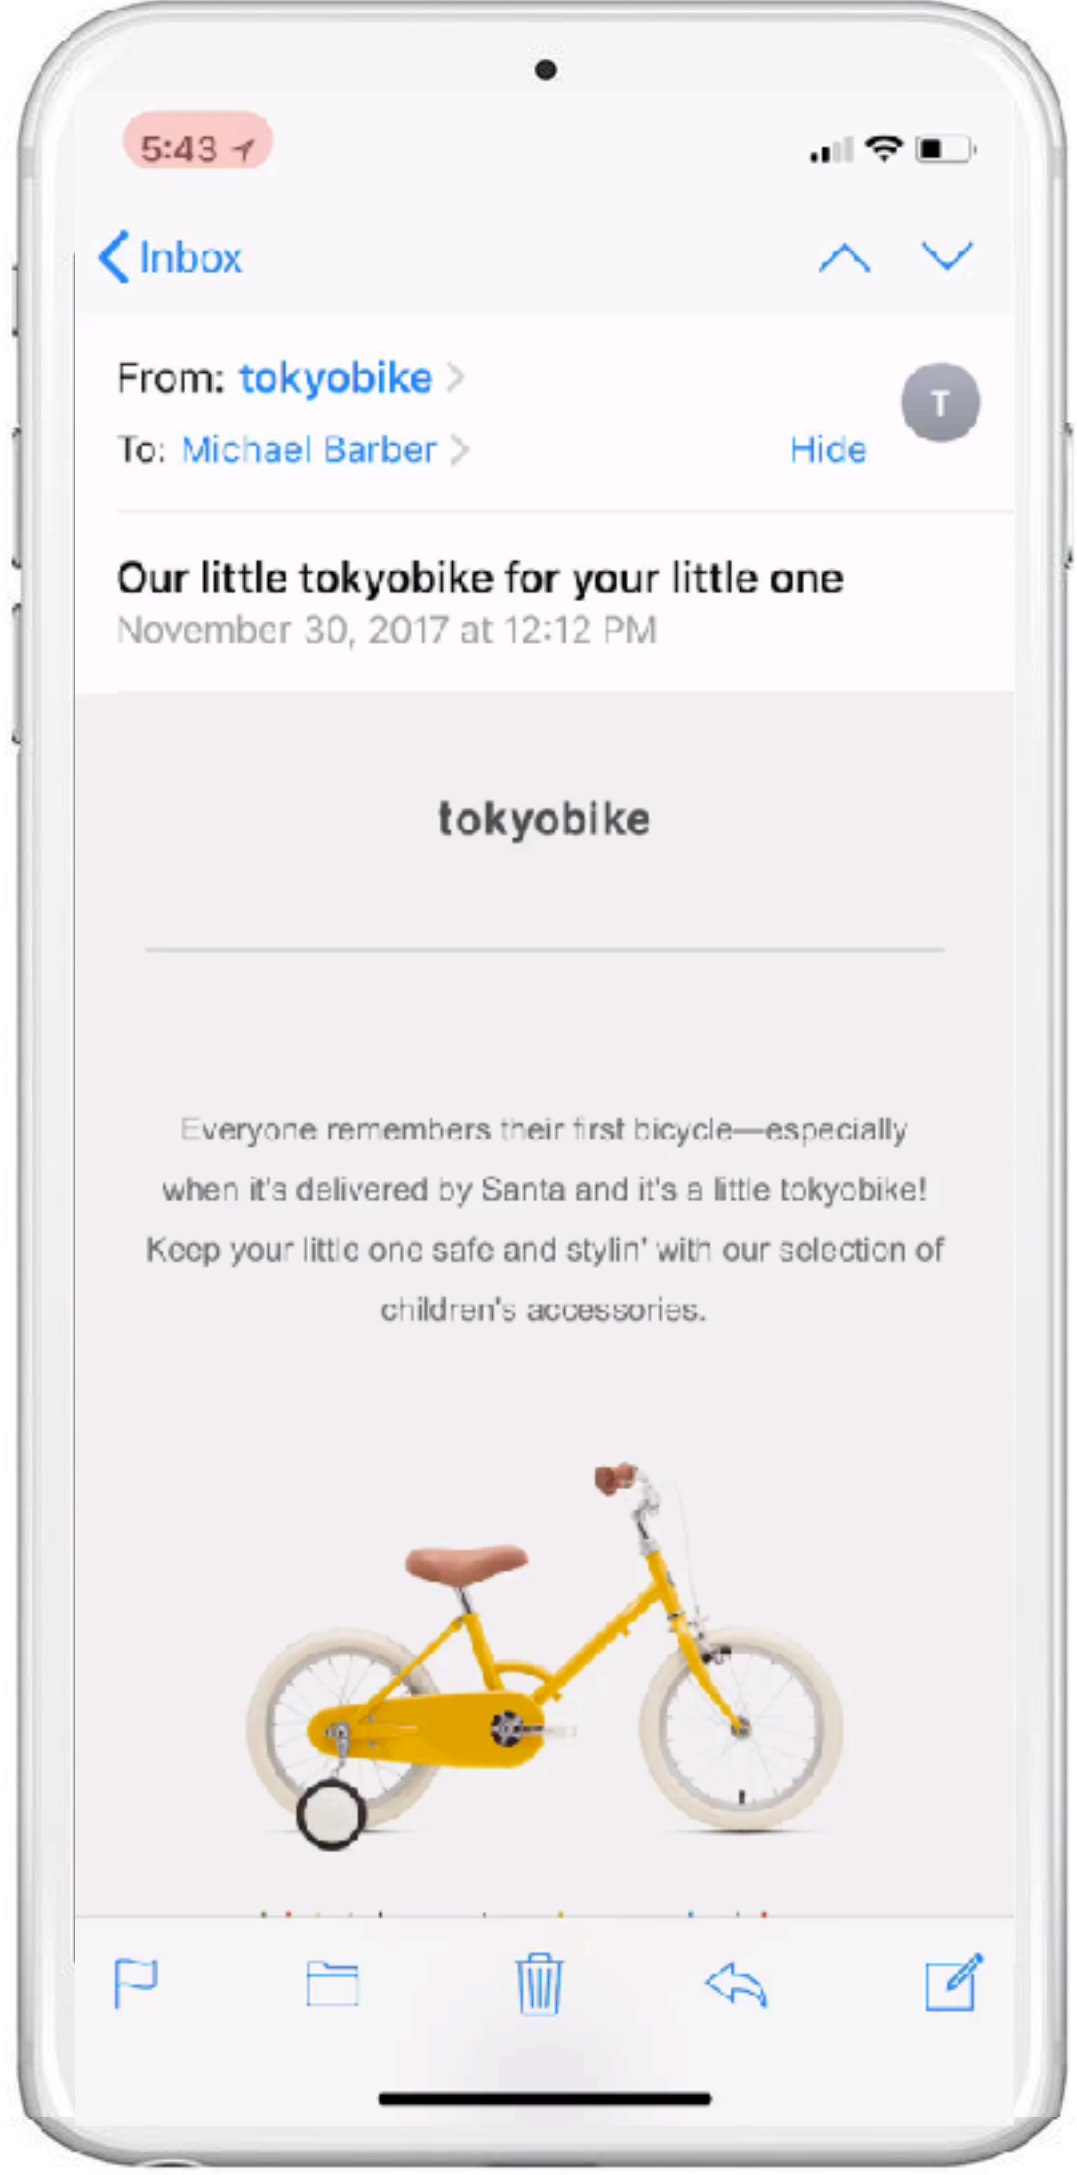 5:43
Inbox
From: tokyobike
T
To: Michael Barber
Hide
Our little tokyobike for your little one
November 30, 2017 at 12:12 PM
tokyobike
Everyone remembers their first bicycle—especially
when it's delivered by Santa and it's a little tokyobike!
Keep your little one safe and stylin' with our selection of
children's accessories.